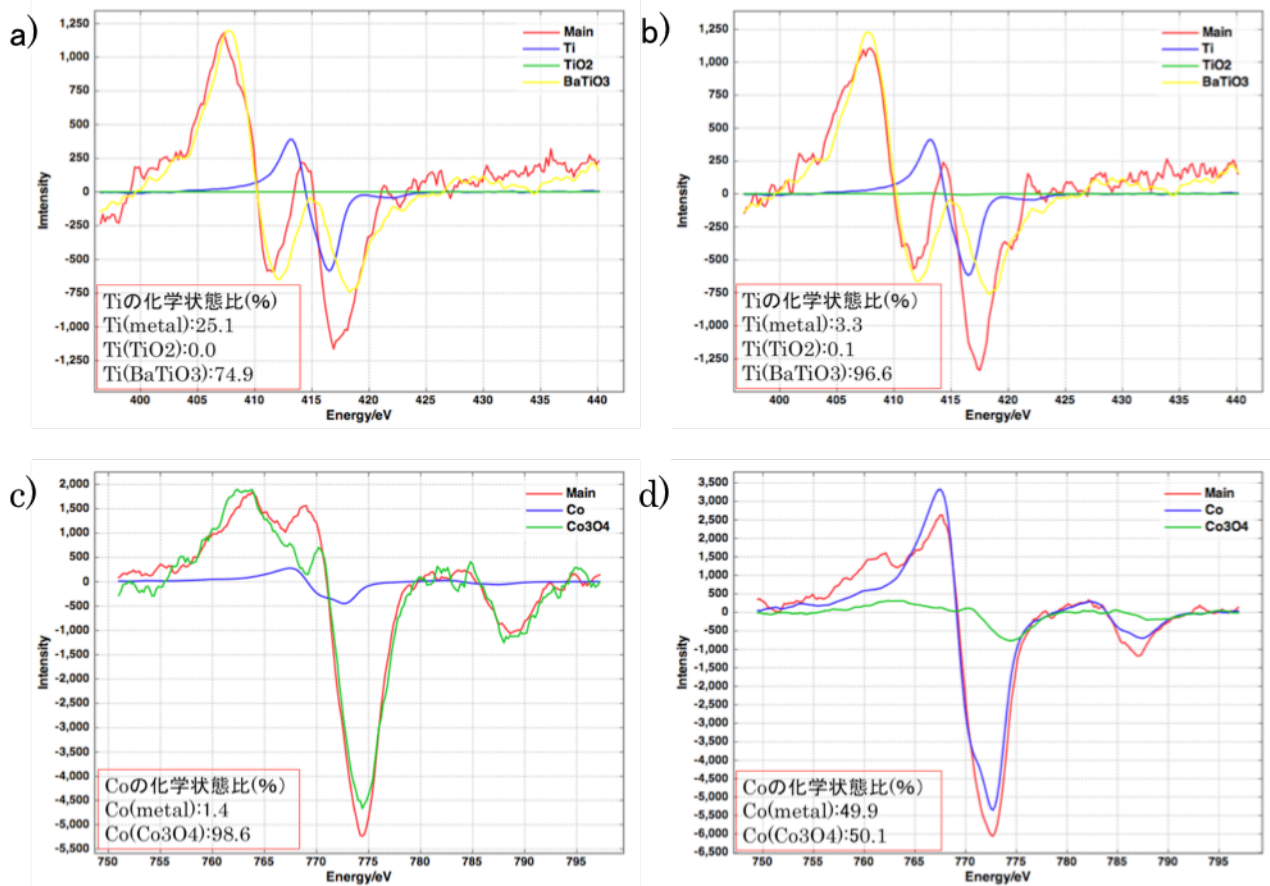 a)
1,250
1,000
750
500
250
0
-250
-500
-750
-1,000
-1,250
Imtensity
Main
Ti
TiO2
BaTiO3
Tiの化学状態比(%)
Ti(metal):25.1
Ti(TiO2):0.0
Ti(BaTiO3):74.9
400 405 410 415 420 425 430 435 440
Energy/eV
b)
1,250
1,000
750
500
250
0
-250
-500
-750
-1,000
-1,250
Imtensity
Main
Ti
TiO2
BaTiO3
Tiの化学状態比(%)
Ti(metal):3.3
Ti(TiO2):0.1
Ti(BaTiO3):96.6
400 405 410 415 420 425 430 435 440
Energy/eV
c)
2,000
1,500
1,000
500
0
-500
-1,000
-1,500
-2,000
-2,500
-3,000
-3,500
-4,000
-4,500
-5,000
-5,500
Imtensity
Main
Co
Co3O4
Coの化学状態比(%)
Co(metal):1.4
Co(Co3O4):98.6
750 755 760 765 770 775 780 785 790 795
Energy/eV
d)
3,500
3,000
2,500
2,000
1,500
1,000
500
0
-500
-1,000
-1,500
-2,000
-2,500
-3,000
-3,500
-4,000
-4,500
-5,000
-5,500
-6,000
-6,500
Imtensity
Main
Co
Co3O4
Coの化学状態比(%)
Co(metal):49.9
Co(Co3O4):50.1
750 755 760 765 770 775 780 785 790 795
Energy/eV